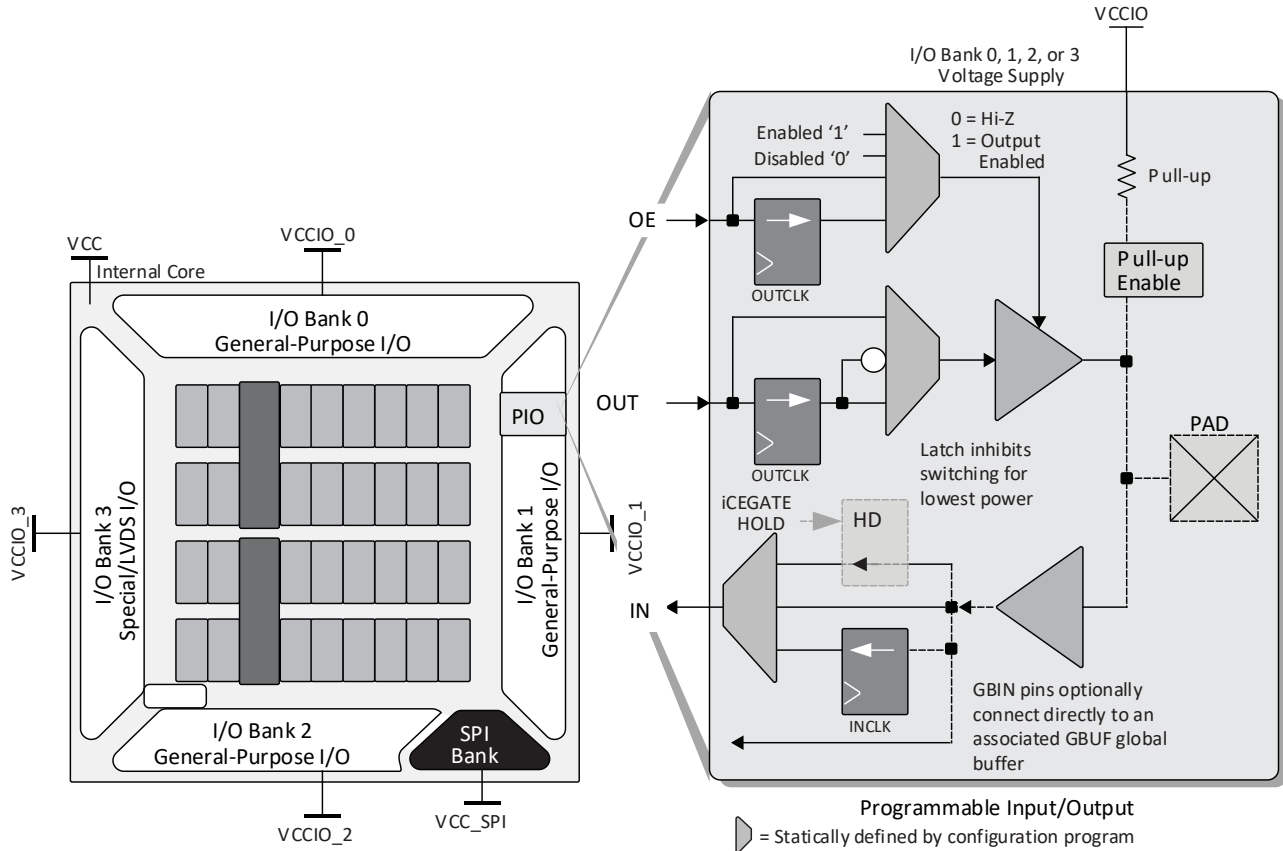 VCC
Internal Core
VCCIO_0
I/O Bank 0
General-Purpose I/O
I/O Bank 3
Special/LVDS I/O
VCCIO_3
PIO
I/O Bank 1
General-Purpose I/O
VCCIO_1
I/O Bank 2
General-Purpose I/O
VCCIO_2
SPI
Bank
VCC_SPI
VCCIO
I/O Bank 0, 1, 2, or 3
Voltage Supply
Enabled ‘1’
Disabled ‘0’
0 = Hi-Z
1 = Output
Enabled
Pull-up
Pull-up
Enable
OE
OUTCLK
OUT
OUTCLK
Latch inhibits
switching for
lowest power
PAD
iCEGATE
HOLD
HD
IN
INCLK
GBIN pins optionally
connect directly to an
associated GBUF global
buffer
Programmable Input/Output
= Statically defined by configuration program